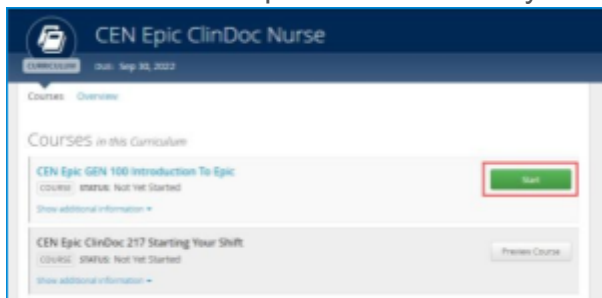 CEN Epic ClinDoc Nurse
CURRICULUM DUE: Sep 30, 2022
Courses Overview
Courses in this Curriculum
CEN Epic GEN 100 Introduction To Epic
COURSE STATUS: Not Yet Started
Start
Show additional information
CEN Epic ClinDoc 217 Starting Your Shift
COURSE STATUS: Not Yet Started
Preview Course
Show additional information